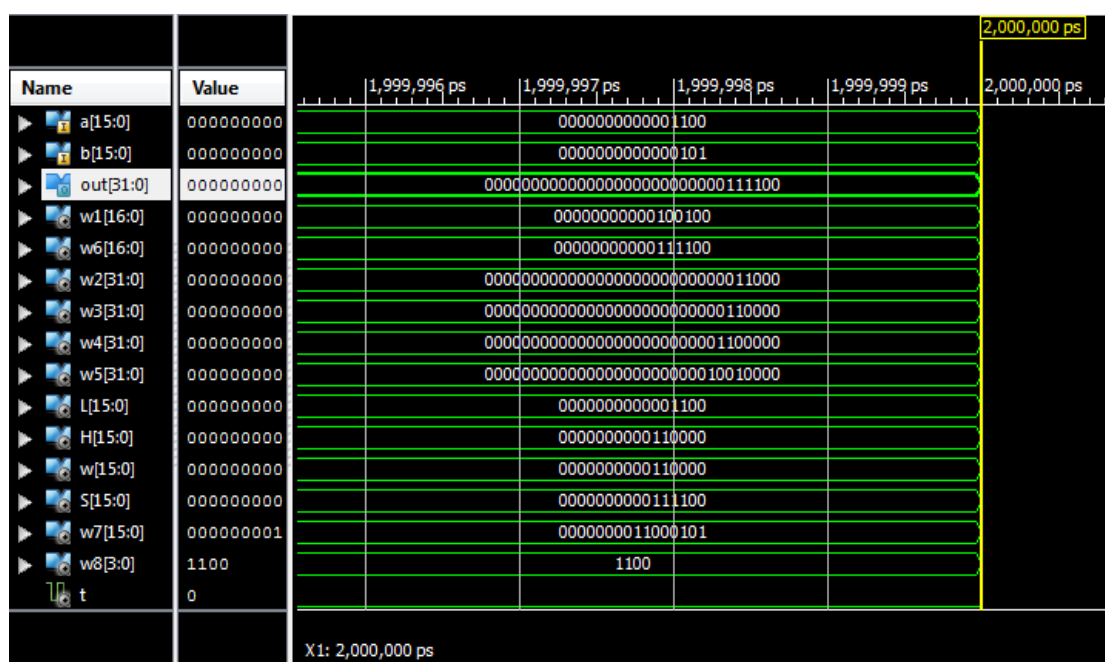 2,000,000 ps
Name Value 1,999,996 ps 1,999,997 ps 1,999,998 ps 1,999,999 ps 2,000,000 ps
a[15:0] 000000000 0000000000001100
b[15:0] 000000000 0000000000000101
out[31:0] 000000000 00000000000000000000000000111100
w1[16:0] 000000000 00000000000100100
w6[16:0] 000000000 00000000000111100
w2[31:0] 000000000 00000000000000000000000000011000
w3[31:0] 000000000 00000000000000000000000000110000
w4[31:0] 000000000 00000000000000000000000001100000
w5[31:0] 000000000 00000000000000000000000010010000
L[15:0] 000000000 0000000000001100
H[15:0] 000000000 0000000000110000
w[15:0] 000000000 0000000000110000
S[15:0] 000000000 0000000000111100
w7[15:0] 000000001 0000000011000101
w8[3:0] 1100 1100
t 0
X1: 2,000,000 ps